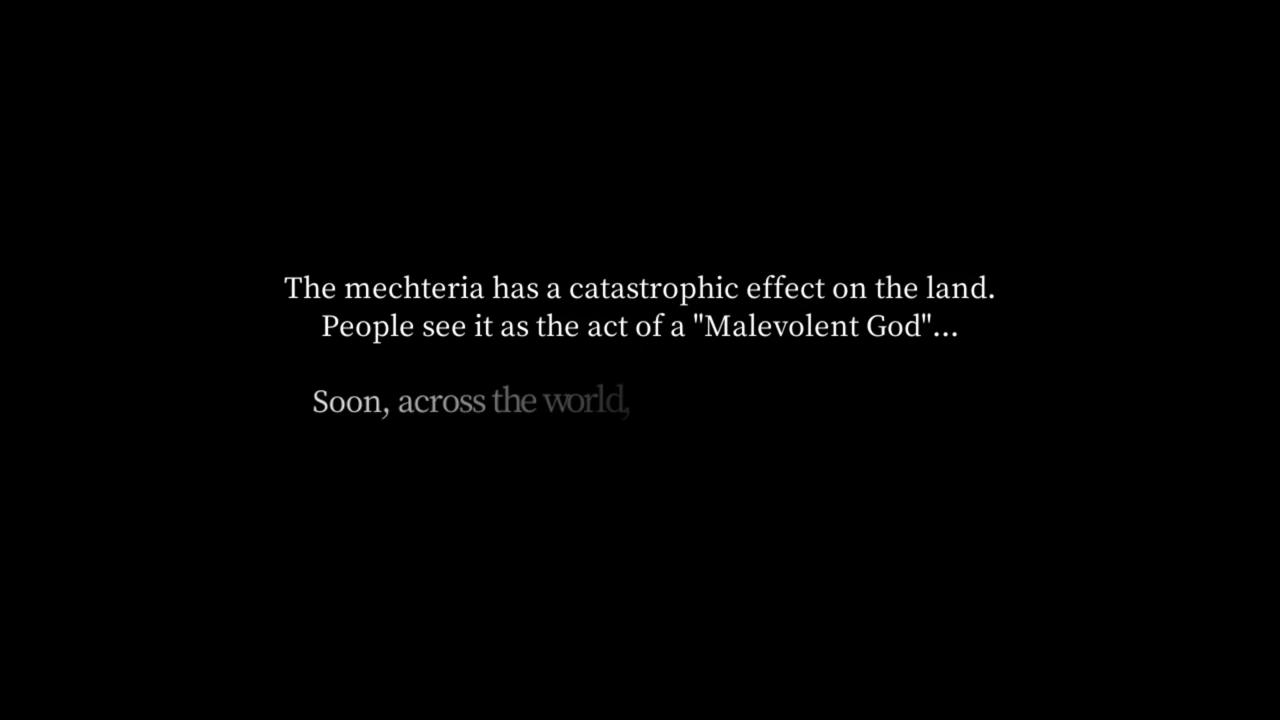 The mechteria has a catastrophic effect on the land.
People see it as the act of a "Malevolent God"...
Soon, across the world,